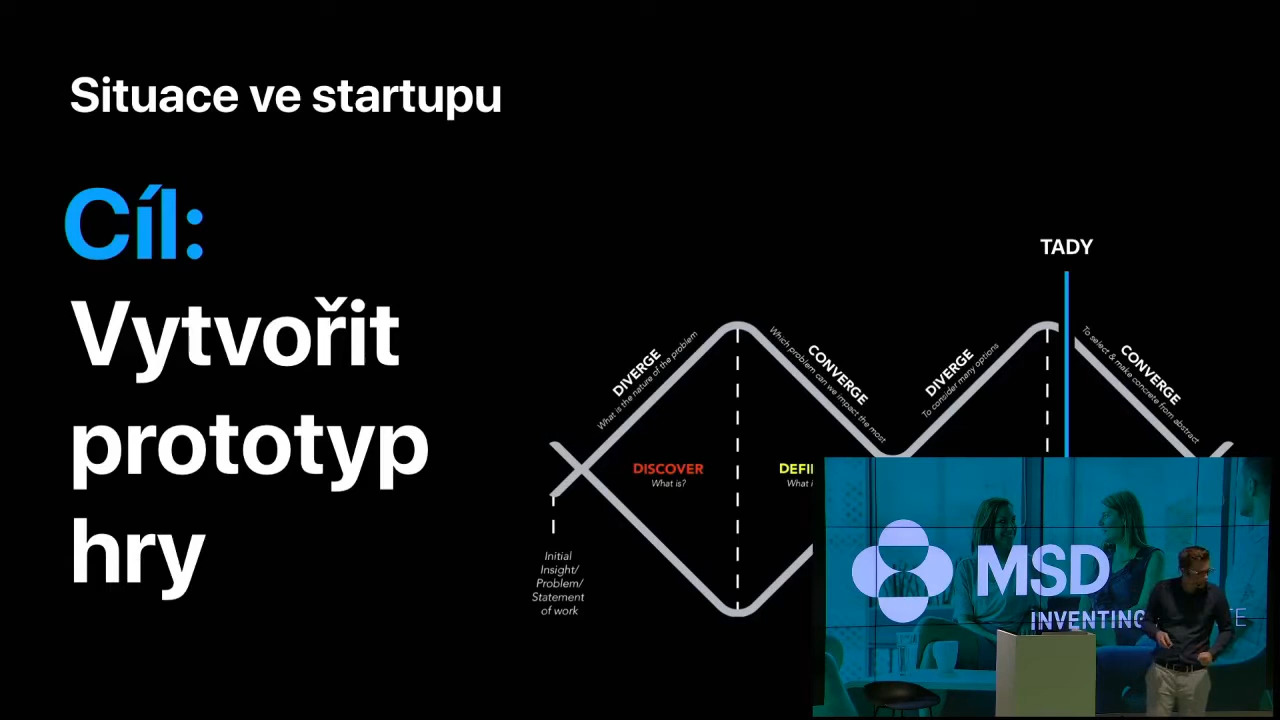 Situace ve startupu
Cíl:
Vytvořit
prototyp
hry
TADY
DIVERGE
What is the nature of the problem
CONVERGE
Which problem can we impact the most
DIVERGE
To consider many options
CONVERGE
To select & make concrete from abstract
DISCOVER
What is?
DEFI
What i
Initial
Insight/
Problem/
Statement
of work
MSD
INVENTING